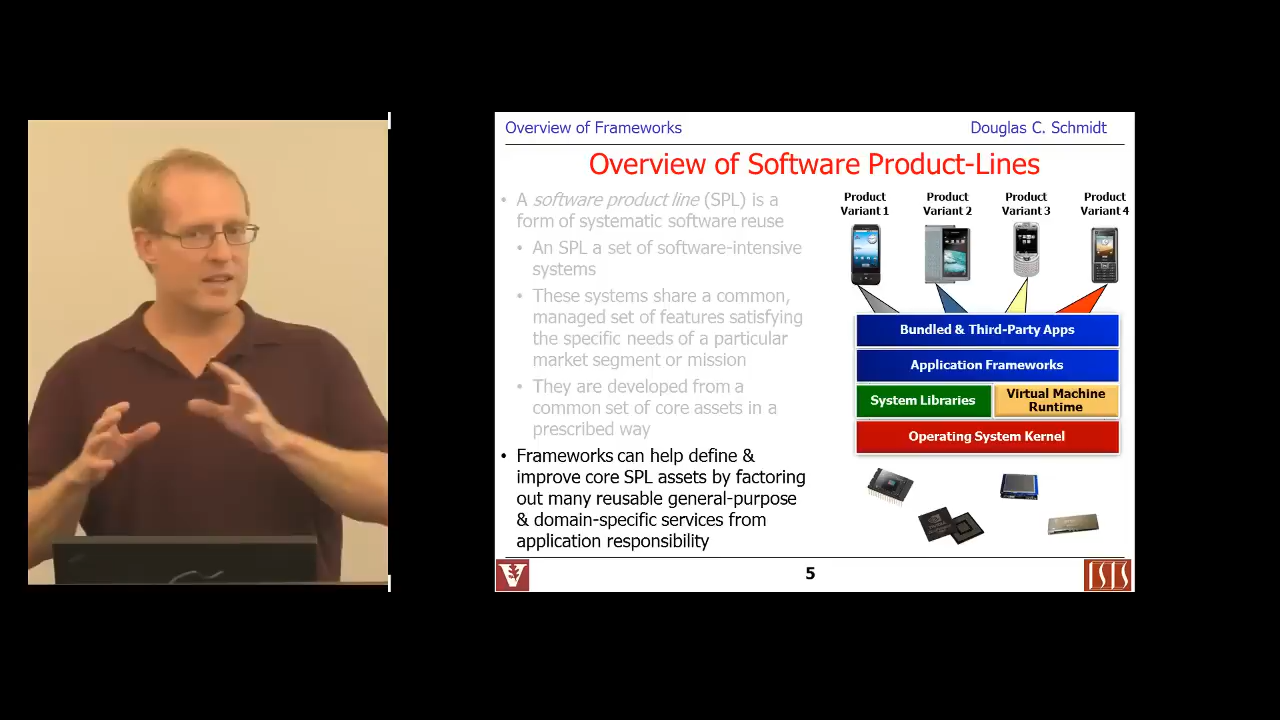 Overview of Frameworks
Douglas C. Schmidt
Overview of Software Product-Lines
• A software product line (SPL) is a
form of systematic software reuse
• An SPL a set of software-intensive
systems
• These systems share a common,
managed set of features satisfying
the specific needs of a particular
market segment or mission
• They are developed from a
common set of core assets in a
prescribed way
• Frameworks can help define &
improve core SPL assets by factoring
out many reusable general-purpose
& domain-specific services from
application responsibility
Product
Variant 1
Product
Variant 2
Product
Variant 3
Product
Variant 4
Bundled & Third-Party Apps
Application Frameworks
System Libraries
Virtual Machine
Runtime
Operating System Kernel
5
V
ISIS